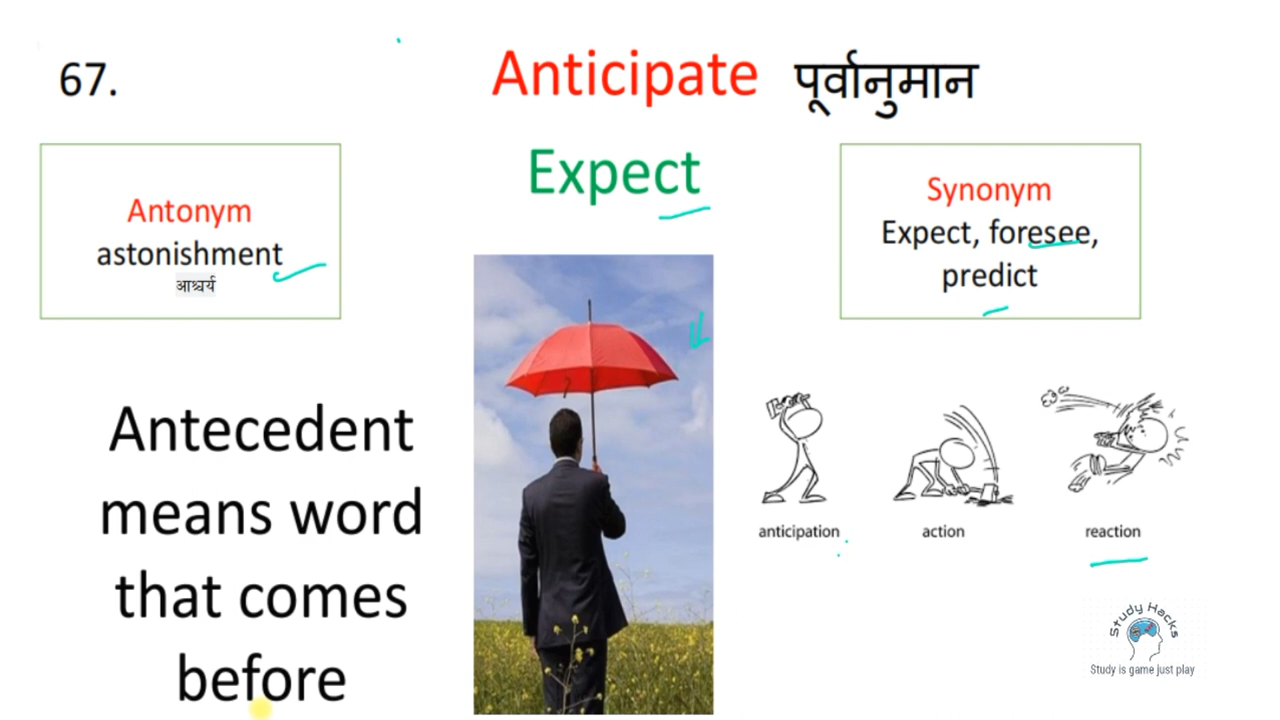 67.
Anticipate पूर्वानुमान
Expect
Antonym
astonishment
आश्चर्य
Synonym
Expect, foresee,
predict
Antecedent
means word
that comes
before
anticipation
action
reaction
Study Hacks
Study is game just play